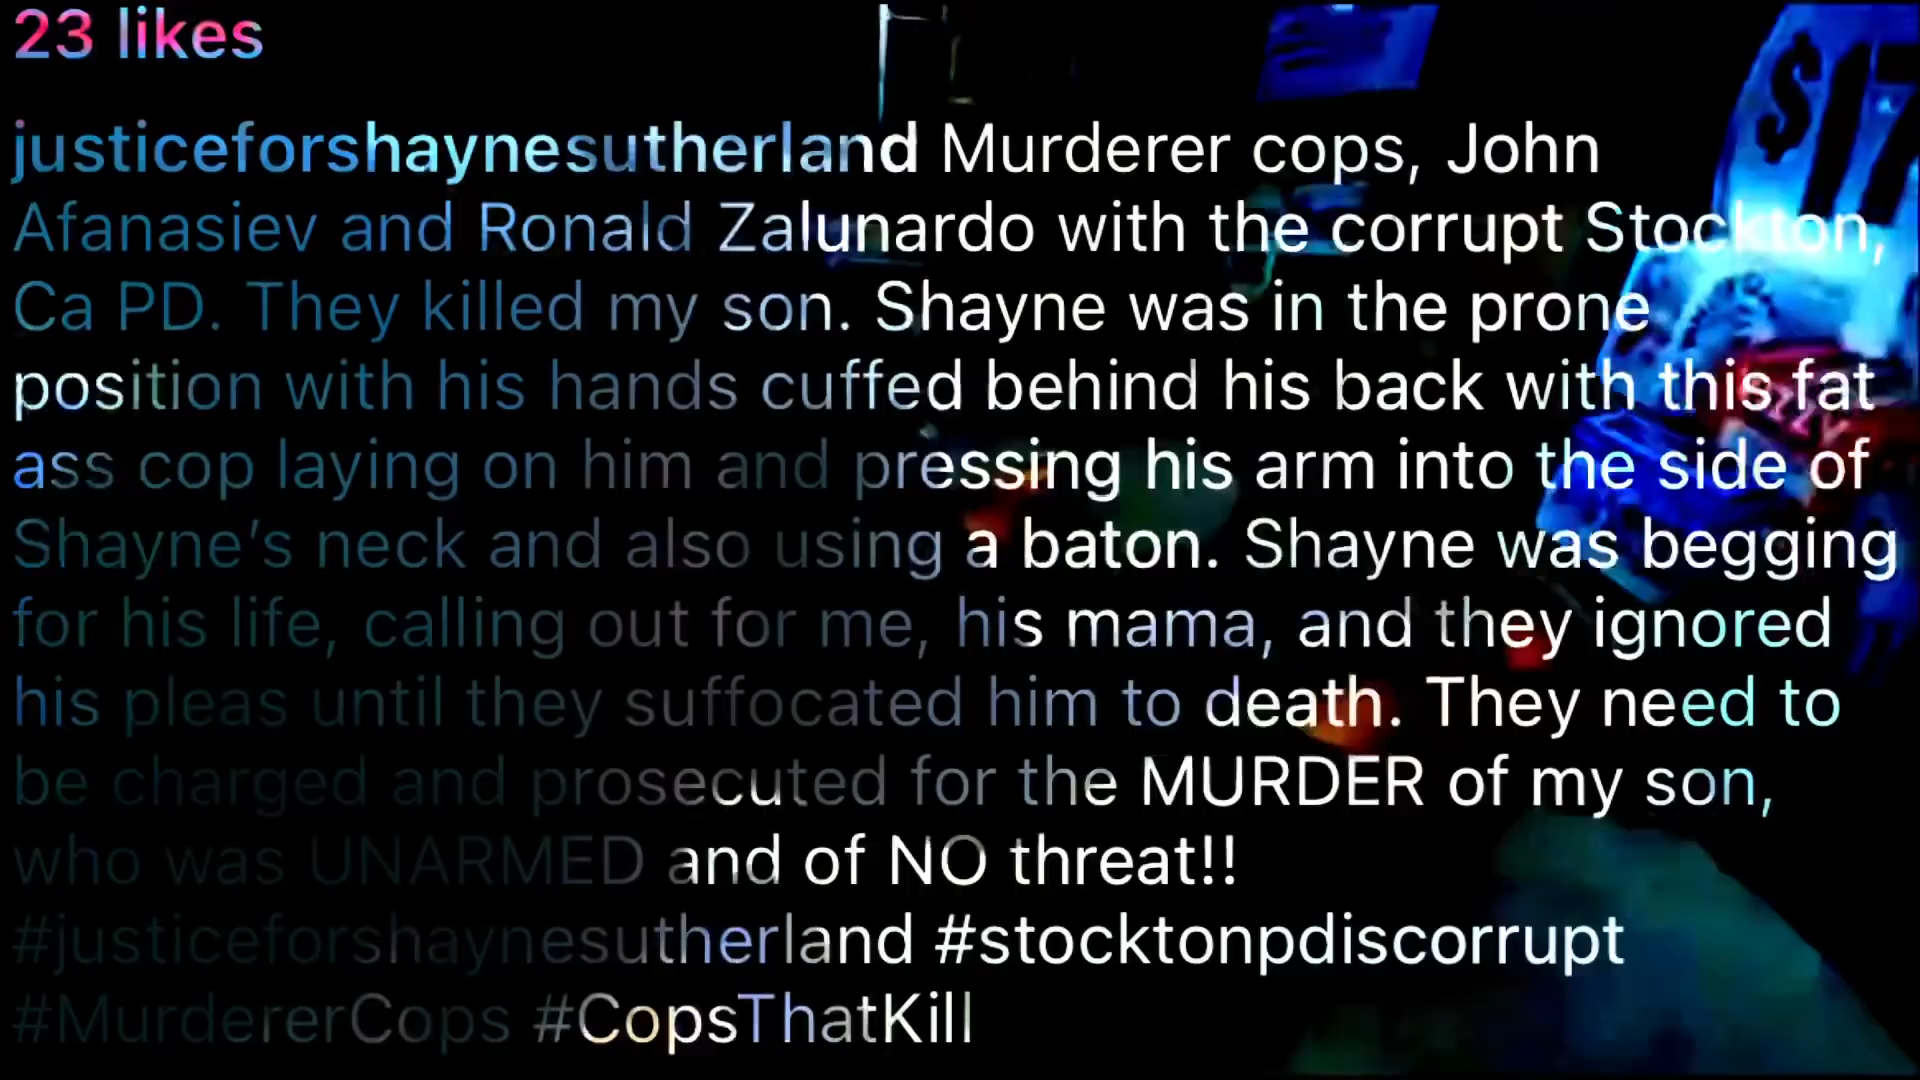 23 likes
justiceforshaynesutherland Murderer cops, John
Afanasiev and Ronald Zalunardo with the corrupt Stockton,
Ca PD. They killed my son. Shayne was in the prone
position with his hands cuffed behind his back with this fat
ass cop laying on him and pressing his arm into the side of
Shayne’s neck and also using a baton. Shayne was begging
for his life, calling out for me, his mama, and they ignored
his pleas until they suffocated him to death. They need to
be charged and prosecuted for the MURDER of my son,
who was UNARMED and of NO threat!!
#justiceforshaynesutherland #stocktonpdiscorrupt
#MurdererCops #CopsThatKill